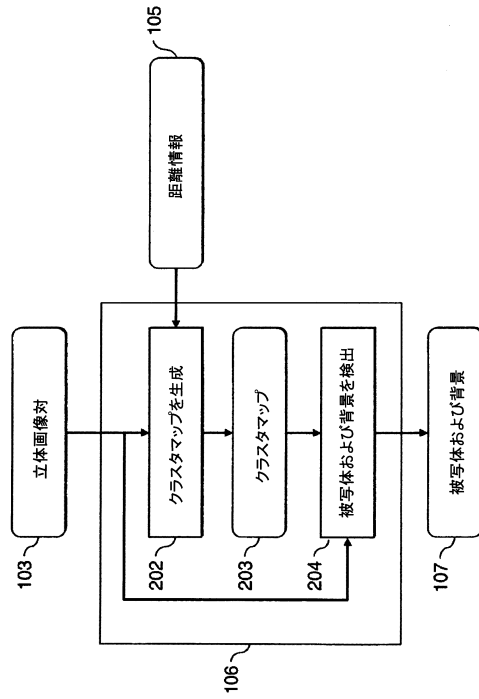 103
立体画像対
105
距離情報
106
202
クラスタマップを生成
203
クラスタマップ
204
被写体および背景を検出
107
被写体および背景